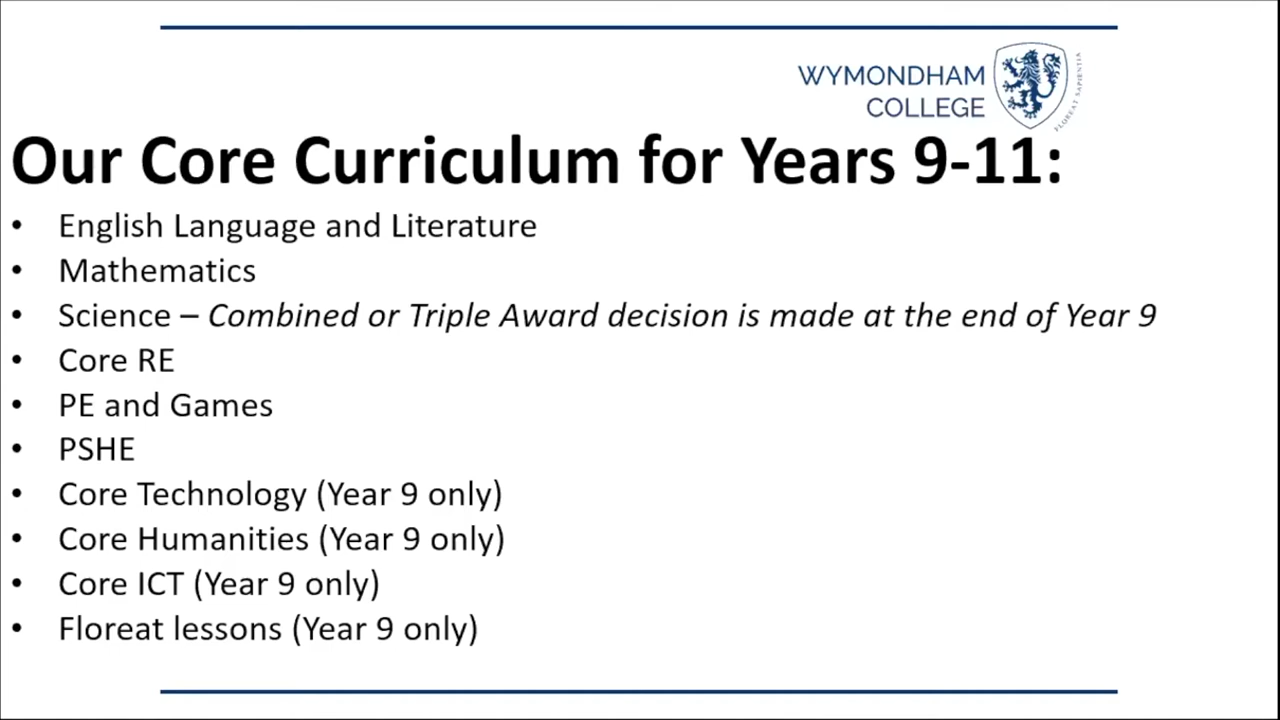 WYMONDHAM
COLLEGE
FLOREAT SAPIENTIA
Our Core Curriculum for Years 9-11:
• English Language and Literature
• Mathematics
• Science – Combined or Triple Award decision is made at the end of Year 9
• Core RE
• PE and Games
• PSHE
• Core Technology (Year 9 only)
• Core Humanities (Year 9 only)
• Core ICT (Year 9 only)
• Floreat lessons (Year 9 only)